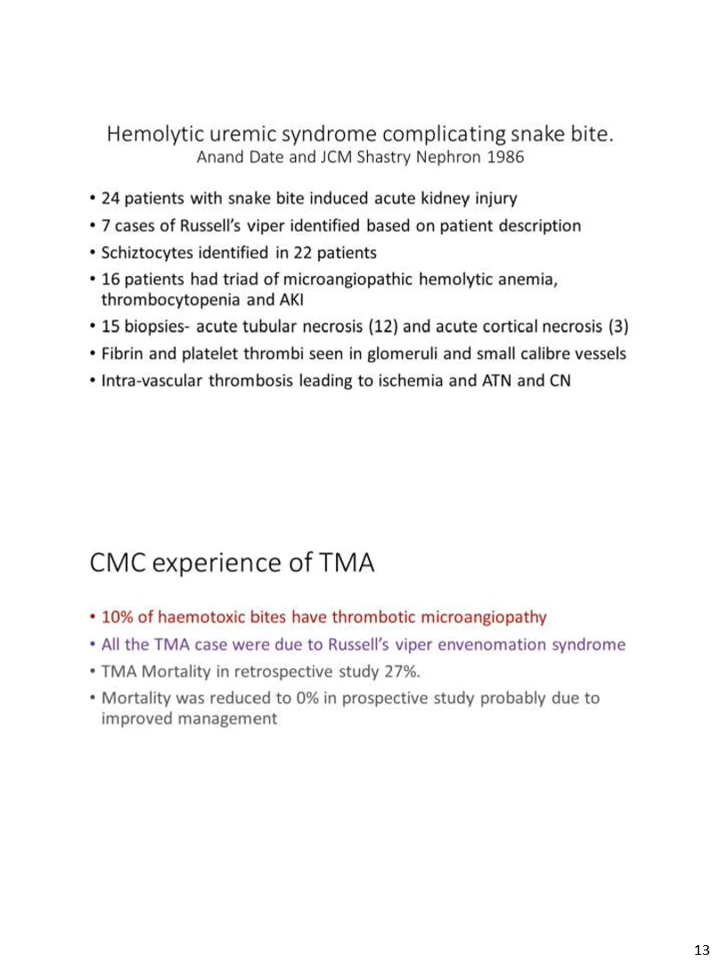 Hemolytic uremic syndrome complicating snake bite.
Anand Date and JCM Shastry Nephron 1986
• 24 patients with snake bite induced acute kidney injury
• 7 cases of Russell's viper identified based on patient description
• Schiztocytes identified in 22 patients
• 16 patients had triad of microangiopathic hemolytic anemia,
thrombocytopenia and AKI
• 15 biopsies- acute tubular necrosis (12) and acute cortical necrosis (3)
• Fibrin and platelet thrombi seen in glomeruli and small calibre vessels
• Intra-vascular thrombosis leading to ischemia and ATN and CN
CMC experience of TMA
• 10% of haemotoxic bites have thrombotic microangiopathy
• All the TMA case were due to Russell's viper envenomation syndrome
• TMA Mortality in retrospective study 27%.
• Mortality was reduced to 0% in prospective study probably due to
improved management
13